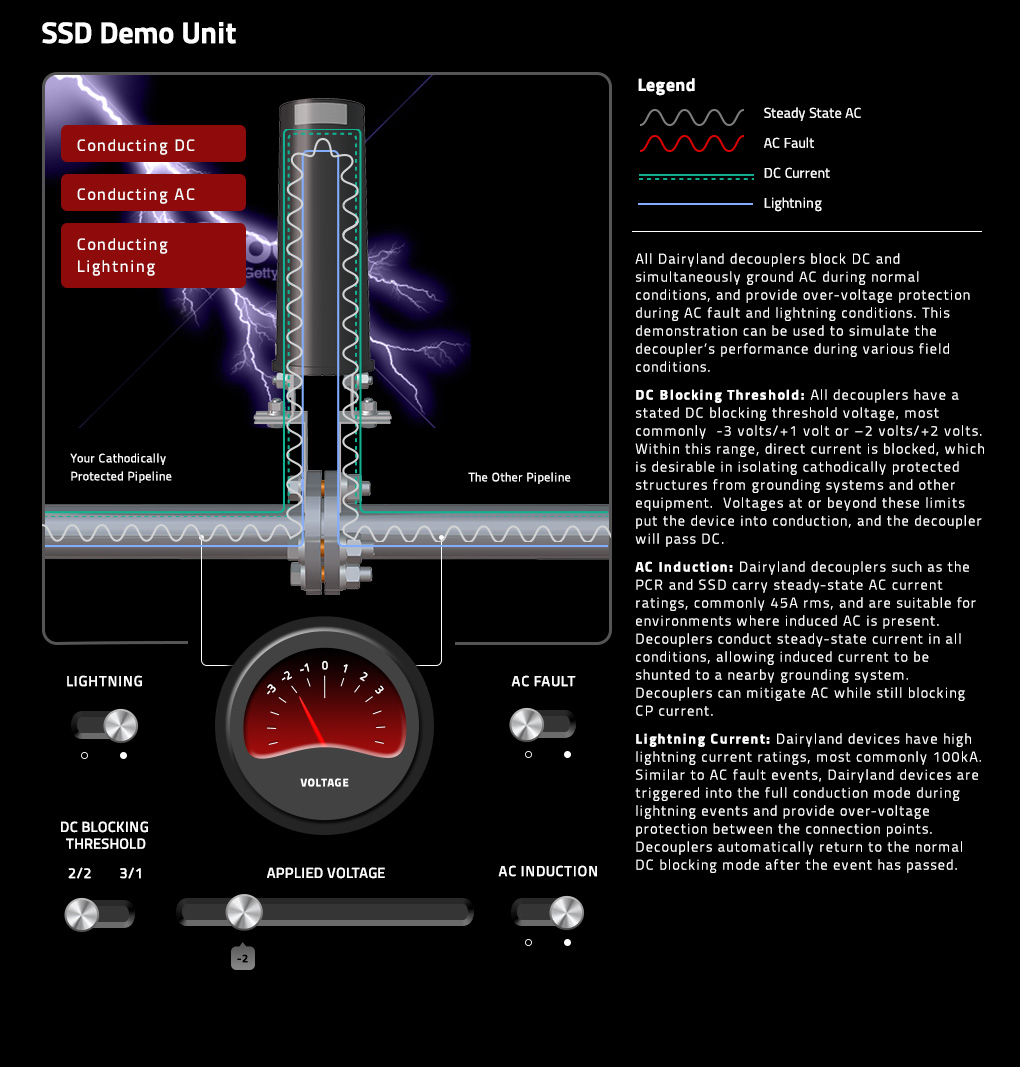 SSD Demo Unit
Conducting DC
Conducting AC
Conducting
Lightning
Getty
Your Cathodically
Protected Pipeline
The Other Pipeline
Legend
Steady State AC
AC Fault
DC Current
Lightning
All Dairyland decouplers block DC and
simultaneously ground AC during normal
conditions, and provide over-voltage protection
during AC fault and lightning conditions. This
demonstration can be used to simulate the
decoupler's performance during various field
conditions.
DC Blocking Threshold: All decouplers have a
stated DC blocking threshold voltage, most
commonly -3 volts/+1 volt or –2 volts/+2 volts.
Within this range, direct current is blocked, which
is desirable in isolating cathodically protected
structures from grounding systems and other
equipment. Voltages at or beyond these limits
put the device into conduction, and the decoupler
will pass DC.
AC Induction: Dairyland decouplers such as the
PCR and SSD carry steady-state AC current
ratings, commonly 45A rms, and are suitable for
environments where induced AC is present.
Decouplers conduct steady-state current in all
conditions, allowing induced current to be
shunted to a nearby grounding system.
Decouplers can mitigate AC while still blocking
CP current.
Lightning Current: Dairyland devices have high
lightning current ratings, most commonly 100kA.
Similar to AC fault events, Dairyland devices are
triggered into the full conduction mode during
lightning events and provide over-voltage
protection between the connection points.
Decouplers automatically return to the normal
DC blocking mode after the event has passed.
LIGHTNING
-3 -2 -1 0 1 2 3
VOLTAGE
AC FAULT
DC BLOCKING
THRESHOLD
2/2 3/1
APPLIED VOLTAGE
-2
AC INDUCTION